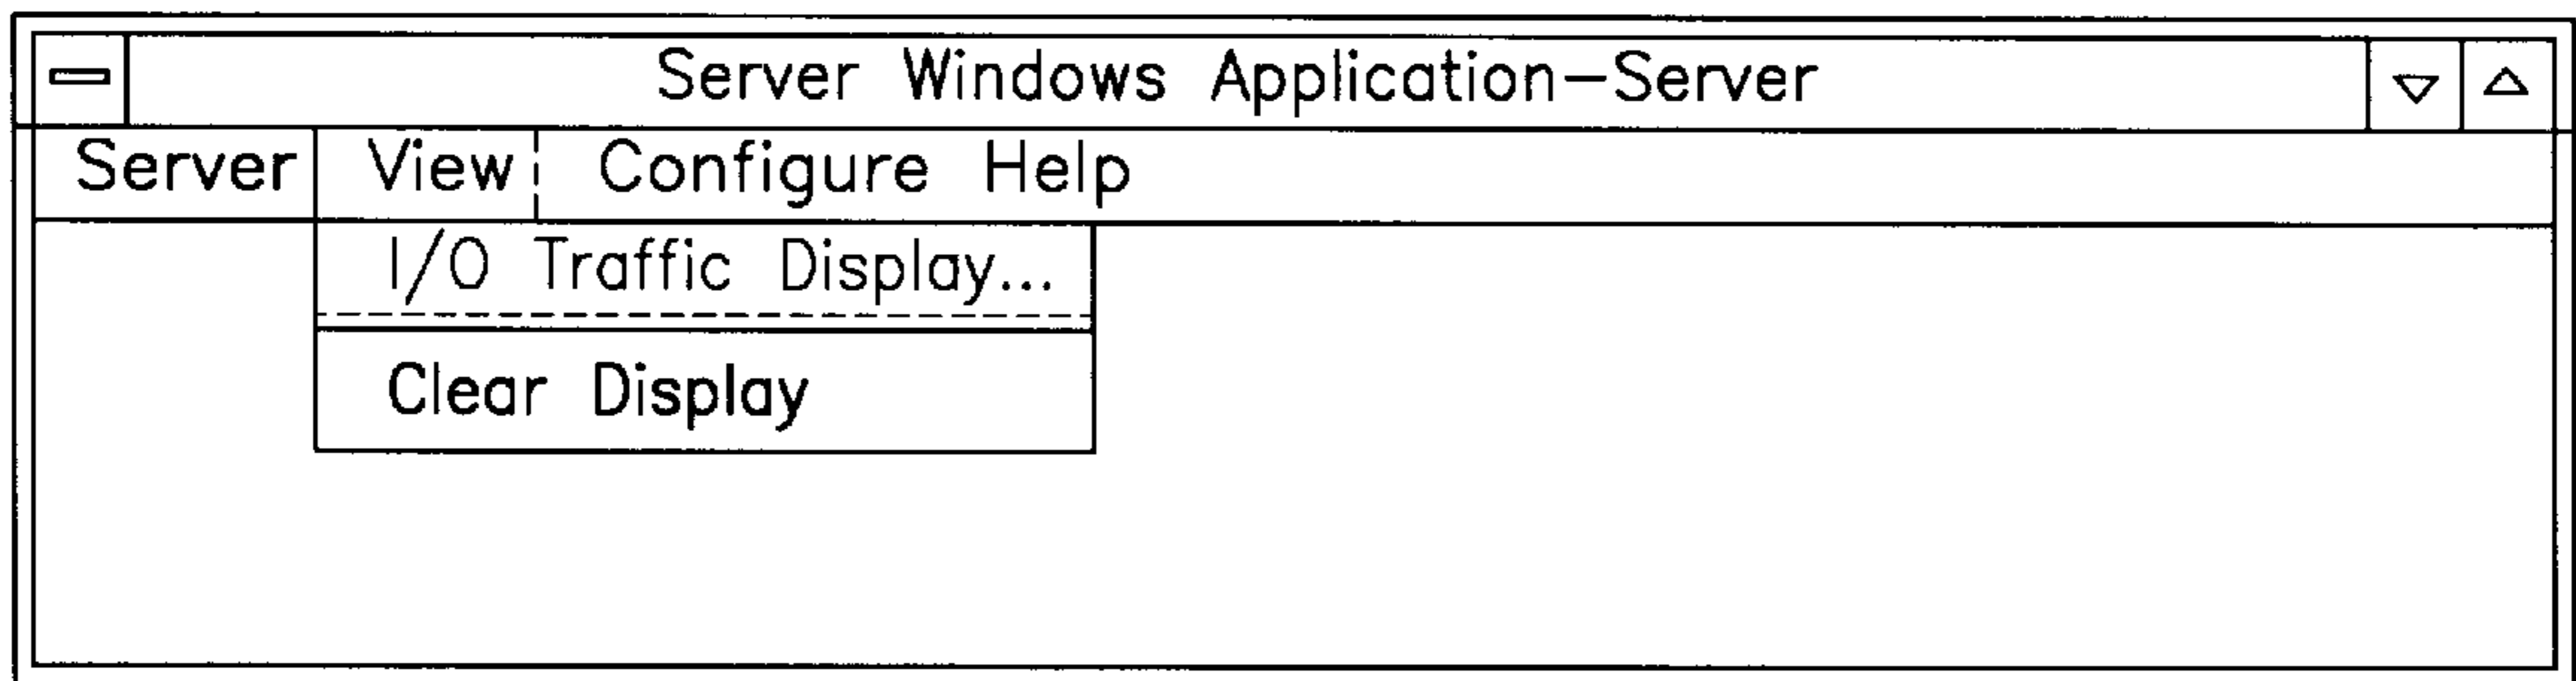 Server Windows Application-Server
Server View Configure Help
I/O Traffic Display...
Clear Display